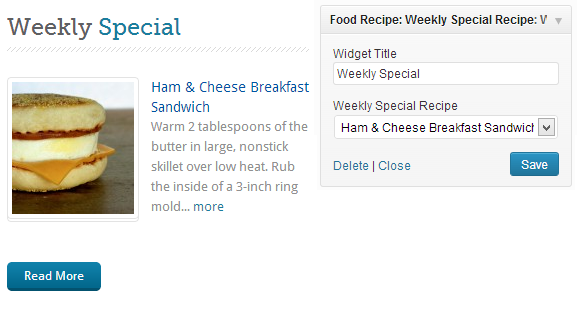 Weekly Special
Ham & Cheese Breakfast
Sandwich
Warm 2 tablespoons of the
butter in large, nonstick
skillet over low heat. Rub
the inside of a 3-inch ring
mold... more
Read More
Food Recipe: Weekly Special Recipe:
Widget Title
Weekly Special
Weekly Special Recipe
Ham & Cheese Breakfast Sandwich
Delete | Close
Save